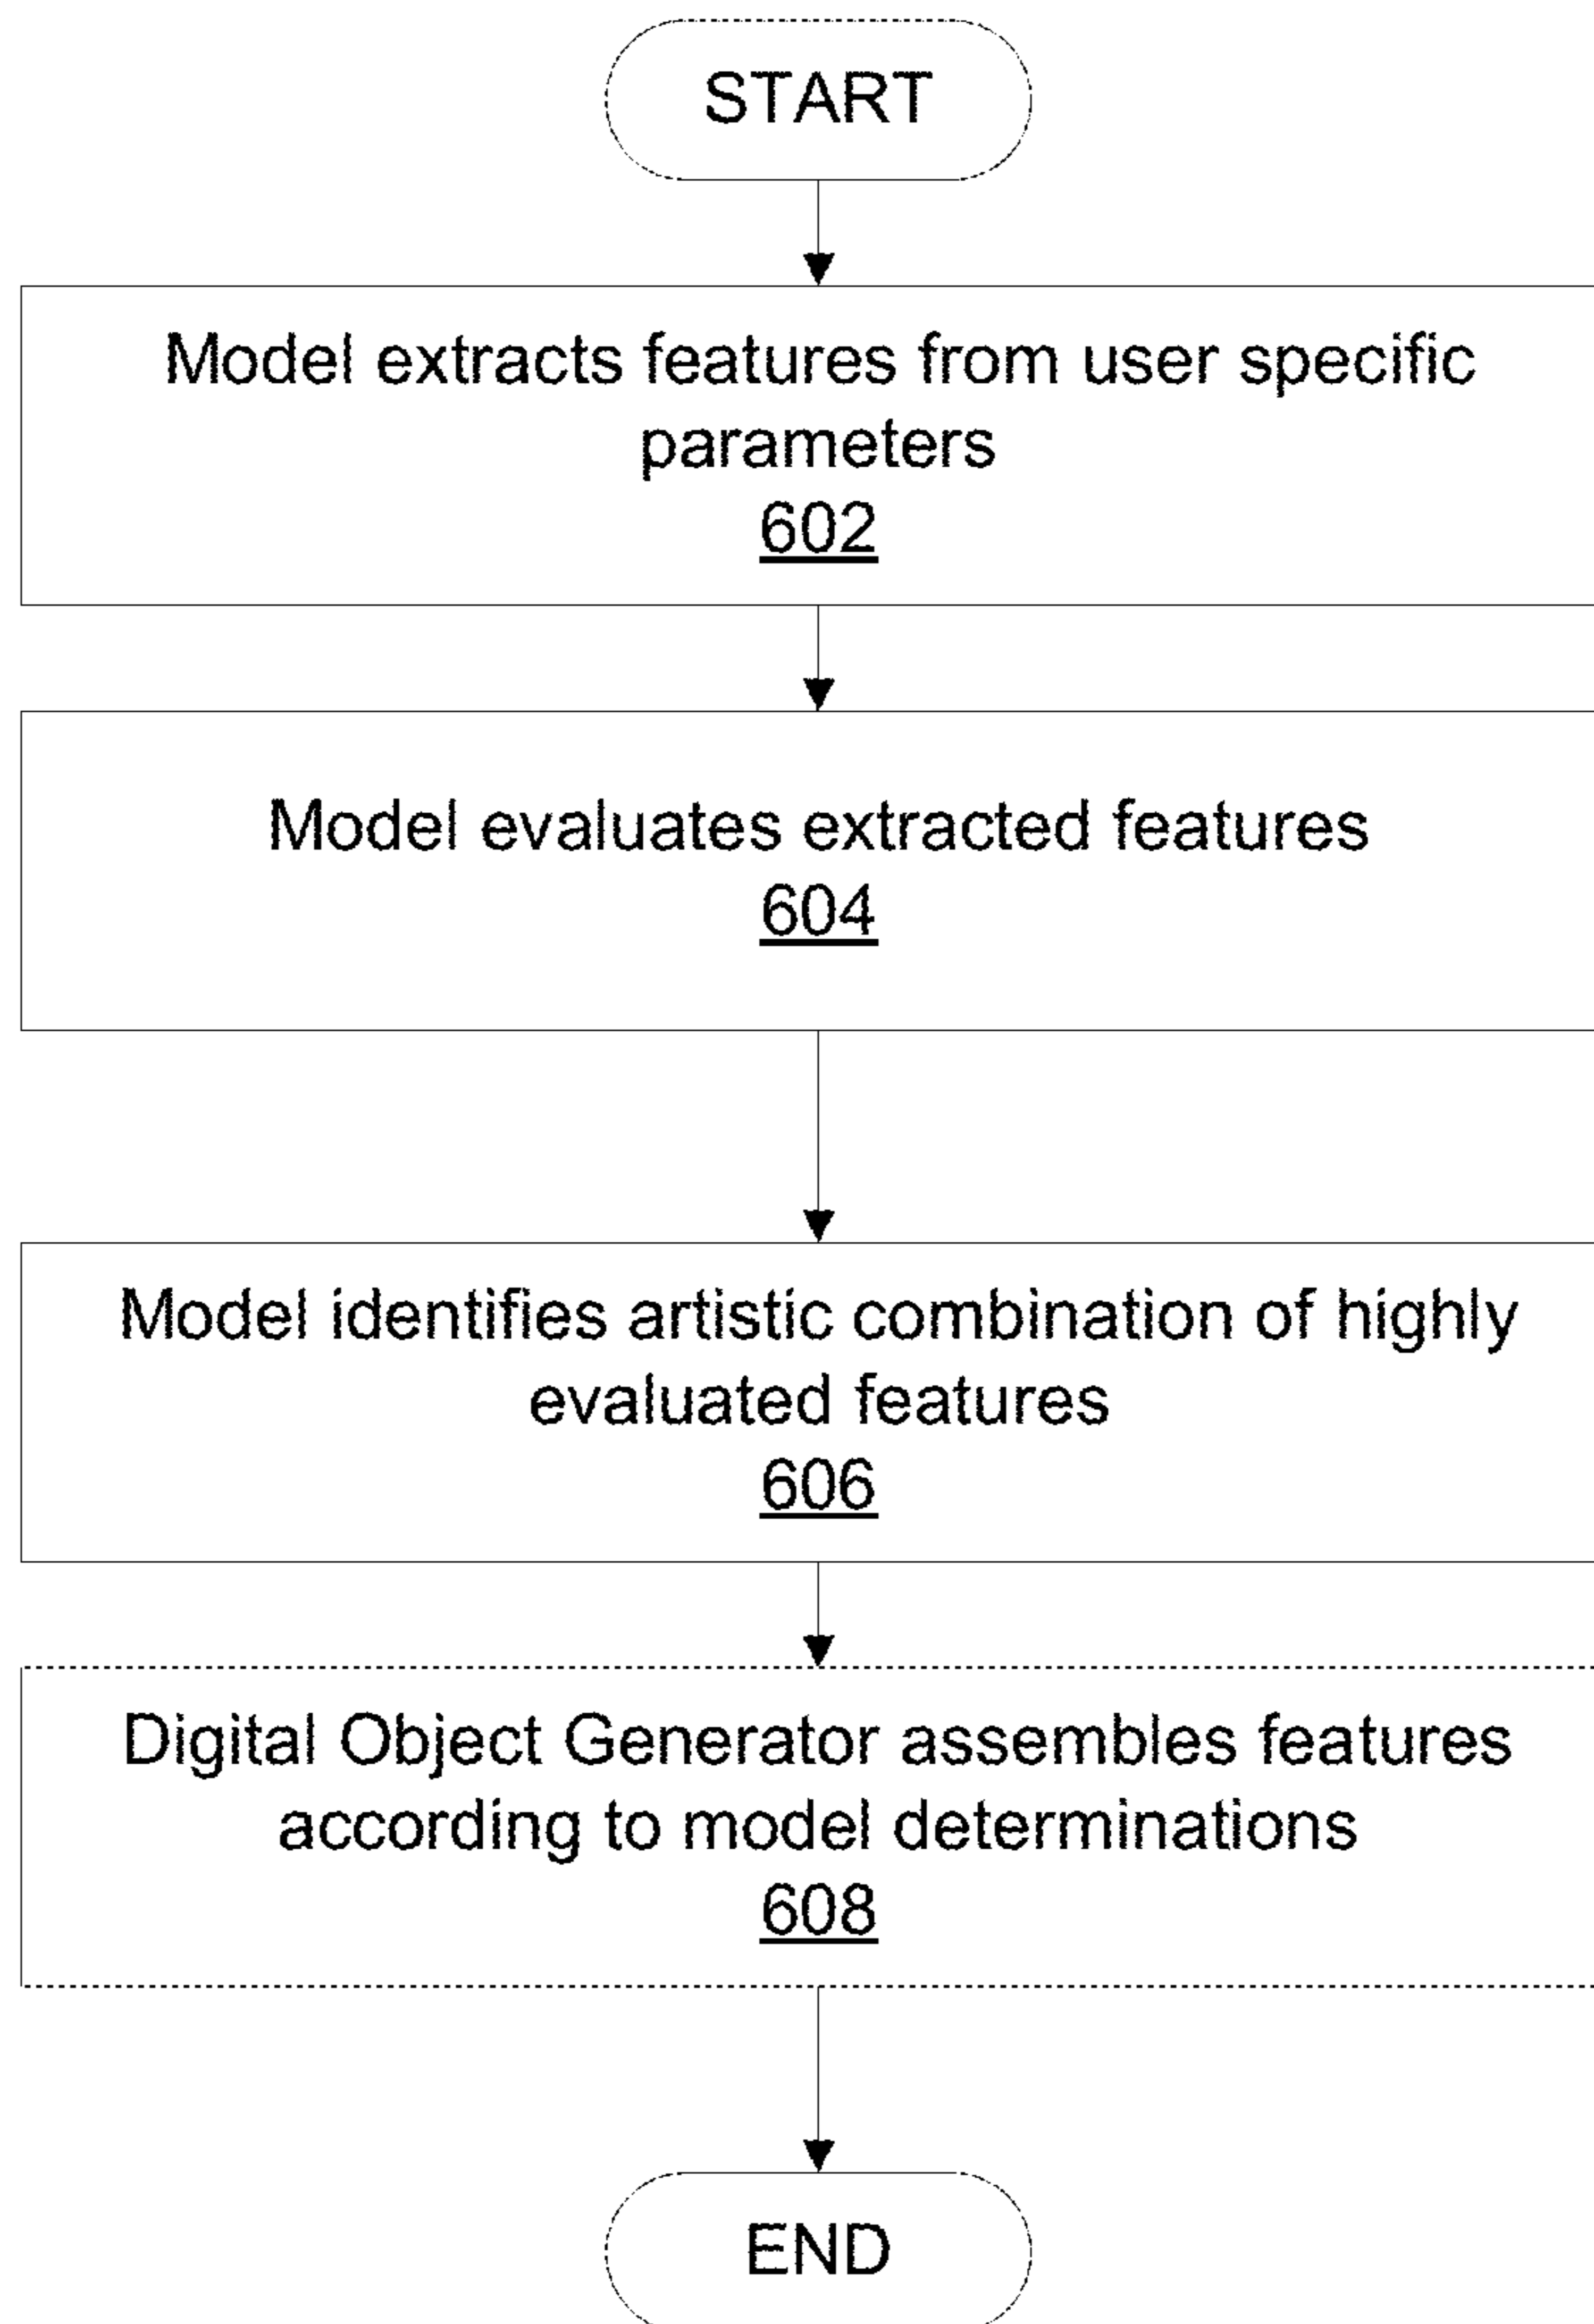 START
Model extracts features from user specific
parameters
602
Model evaluates extracted features
604
Model identifies artistic combination of highly
evaluated features
606
Digital Object Generator assembles features
according to model determinations
608
END